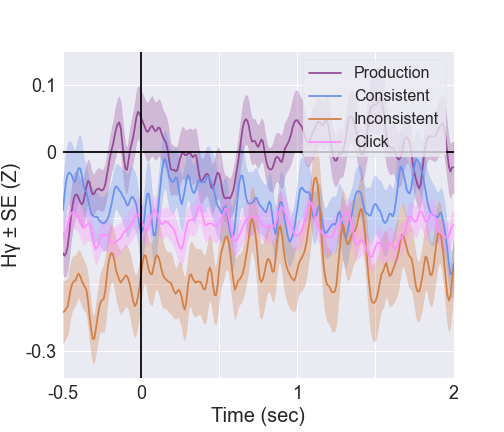 Production
Consistent
Inconsistent
Click
0.1
0
-0.3
Hγ ± SE (Z)
-0.5
0
1
2
Time (sec)